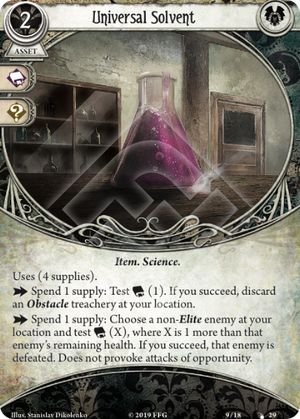 Universal Solvent
2
ASSET
Item. Science.
Uses (4 supplies).
Spend 1 supply: Test (1). If you succeed, discard
an Obstacle treachery at your location.
Spend 1 supply: Choose a non-Elite enemy at your
location and test (X), where X is 1 more than that
enemy's remaining health. If you succeed, that enemy is
defeated. Does not provoke attacks of opportunity.
Illus. Stanislav Dikolenko
© 2019 FFG
9/18
29